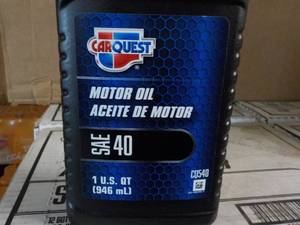 CARQUEST
MOTOR OIL
ACEITE DE MOTOR
SAE 40
1 U.S. QT
(946 mL)
CQ540